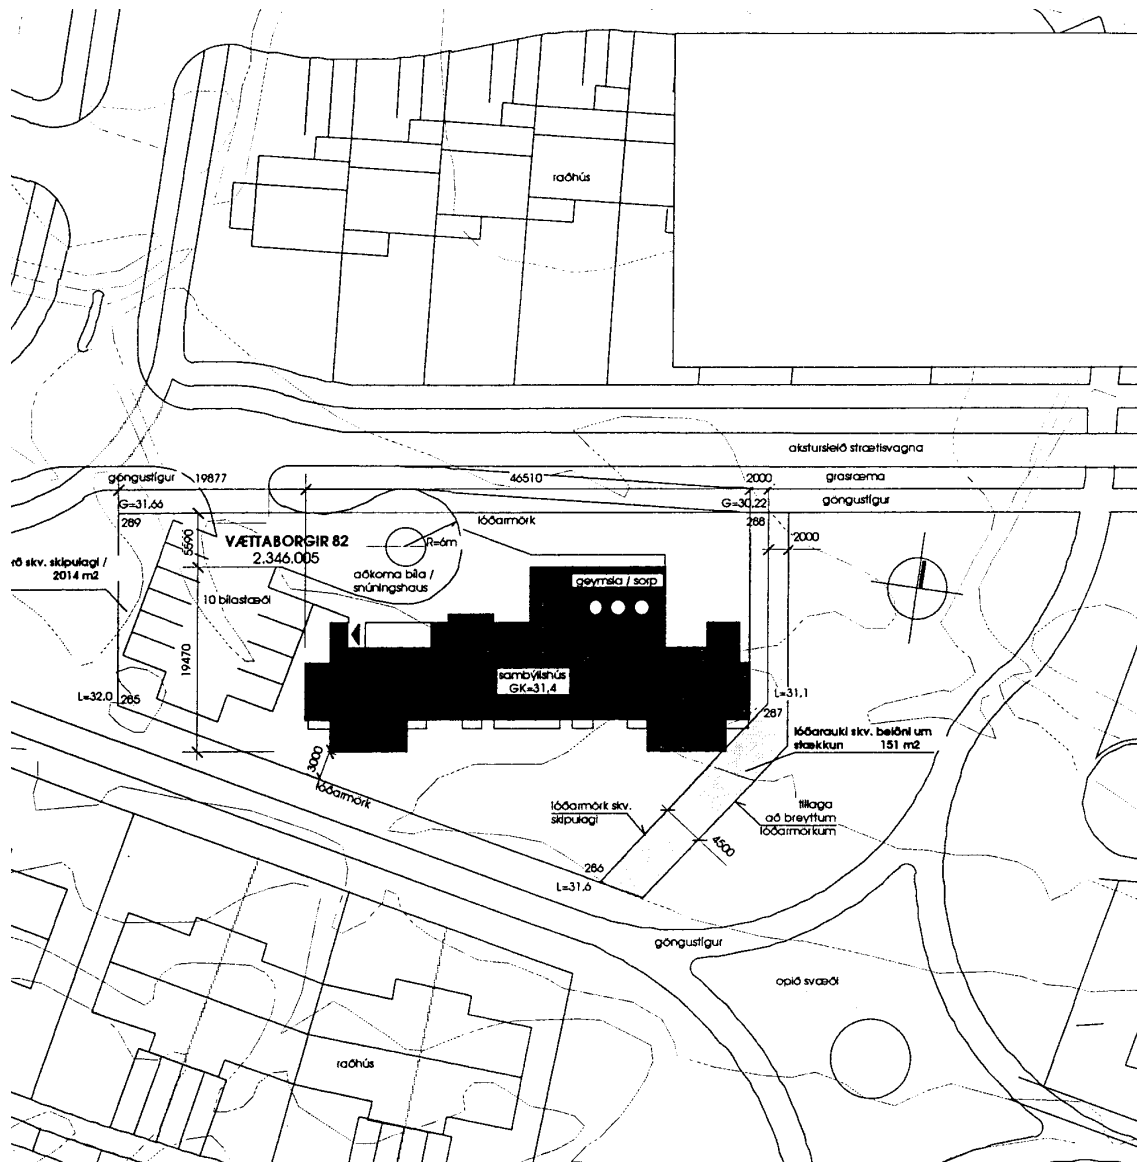 raðhús
akstursleið strætisvagna
göngustígur
19877
46510
2000
grasræma
göngustígur
G=31,66
289
G=30,22
288
lóðarmörk
2000
5590
VÆTTABORGIR 82
2.346.005
R=6m
skv. skipulagi /
2014 m2
aðkoma bíla /
snúningshaus
geymsla / sorp
10 bílastæði
19470
sambýlishús
GK=31,4
L=32,0
285
L=31,1
287
lóðarauki skv. beiðni um
stækkun 151 m2
3000
lóðarmörk
lóðarmörk skv.
skipulagi
tillaga
að breyttum
lóðarmörkum
4500
286
L=31,6
göngustígur
opið svæði
raðhús